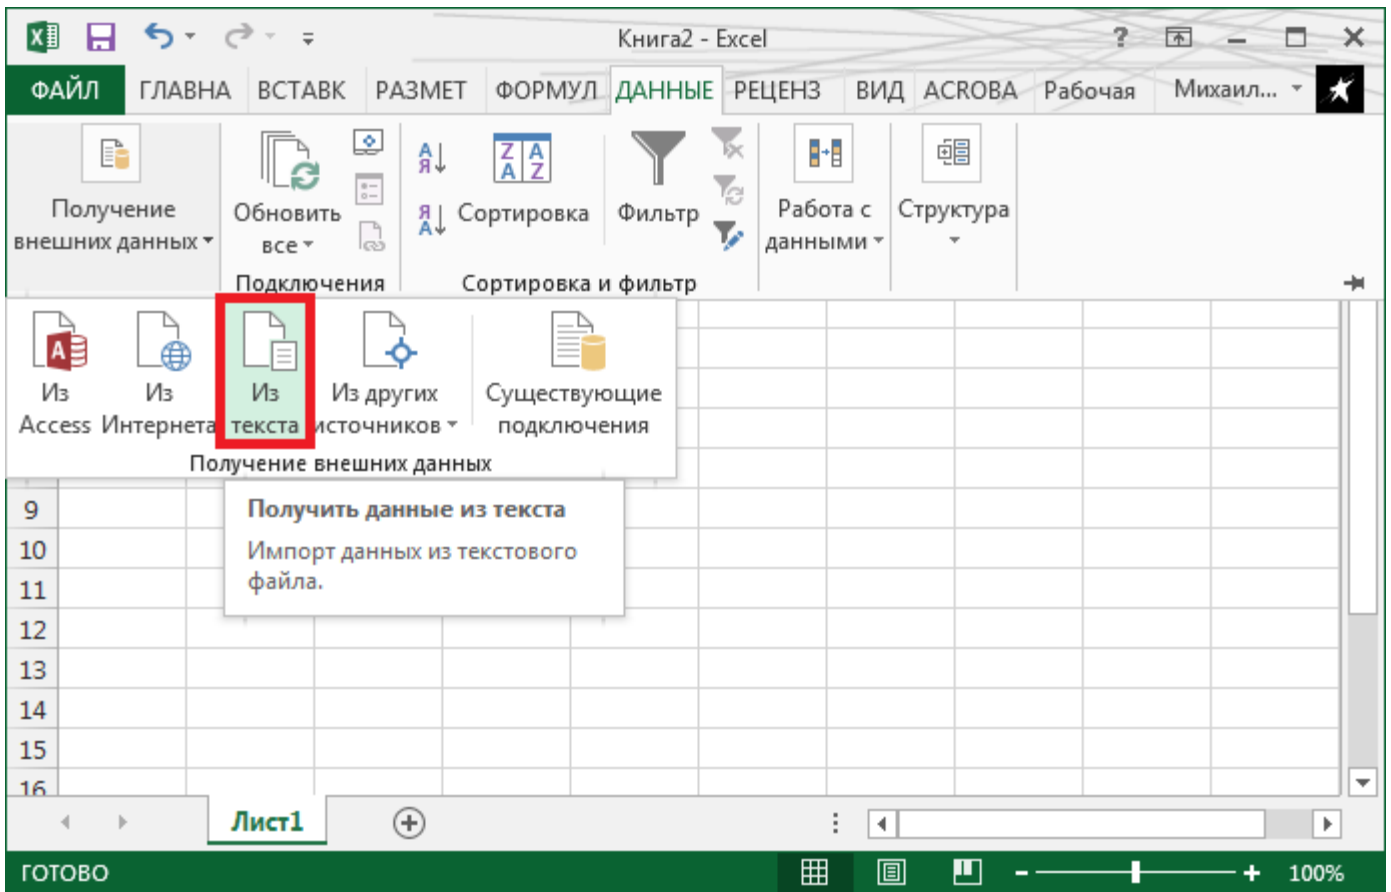 Книга2 - Excel
ФАЙЛ ГЛАВНА ВСТАВК РАЗМЕТ ФОРМУЛ ДАННЫЕ РЕЦЕНЗ ВИД ACROBA Рабочая Михаил...
Получение
внешних данных
Обновить
все
Сортировка
Фильтр
Работа с
данными
Структура
Подключения
Сортировка и фильтр
Из
Access
Из
Интернета
Из
текста
Из других
источников
Существующие
подключения
Получение внешних данных
Получить данные из текста
Импорт данных из текстового
файла.
9
10
11
12
13
14
15
16
Лист1
ГОТОВО
100%